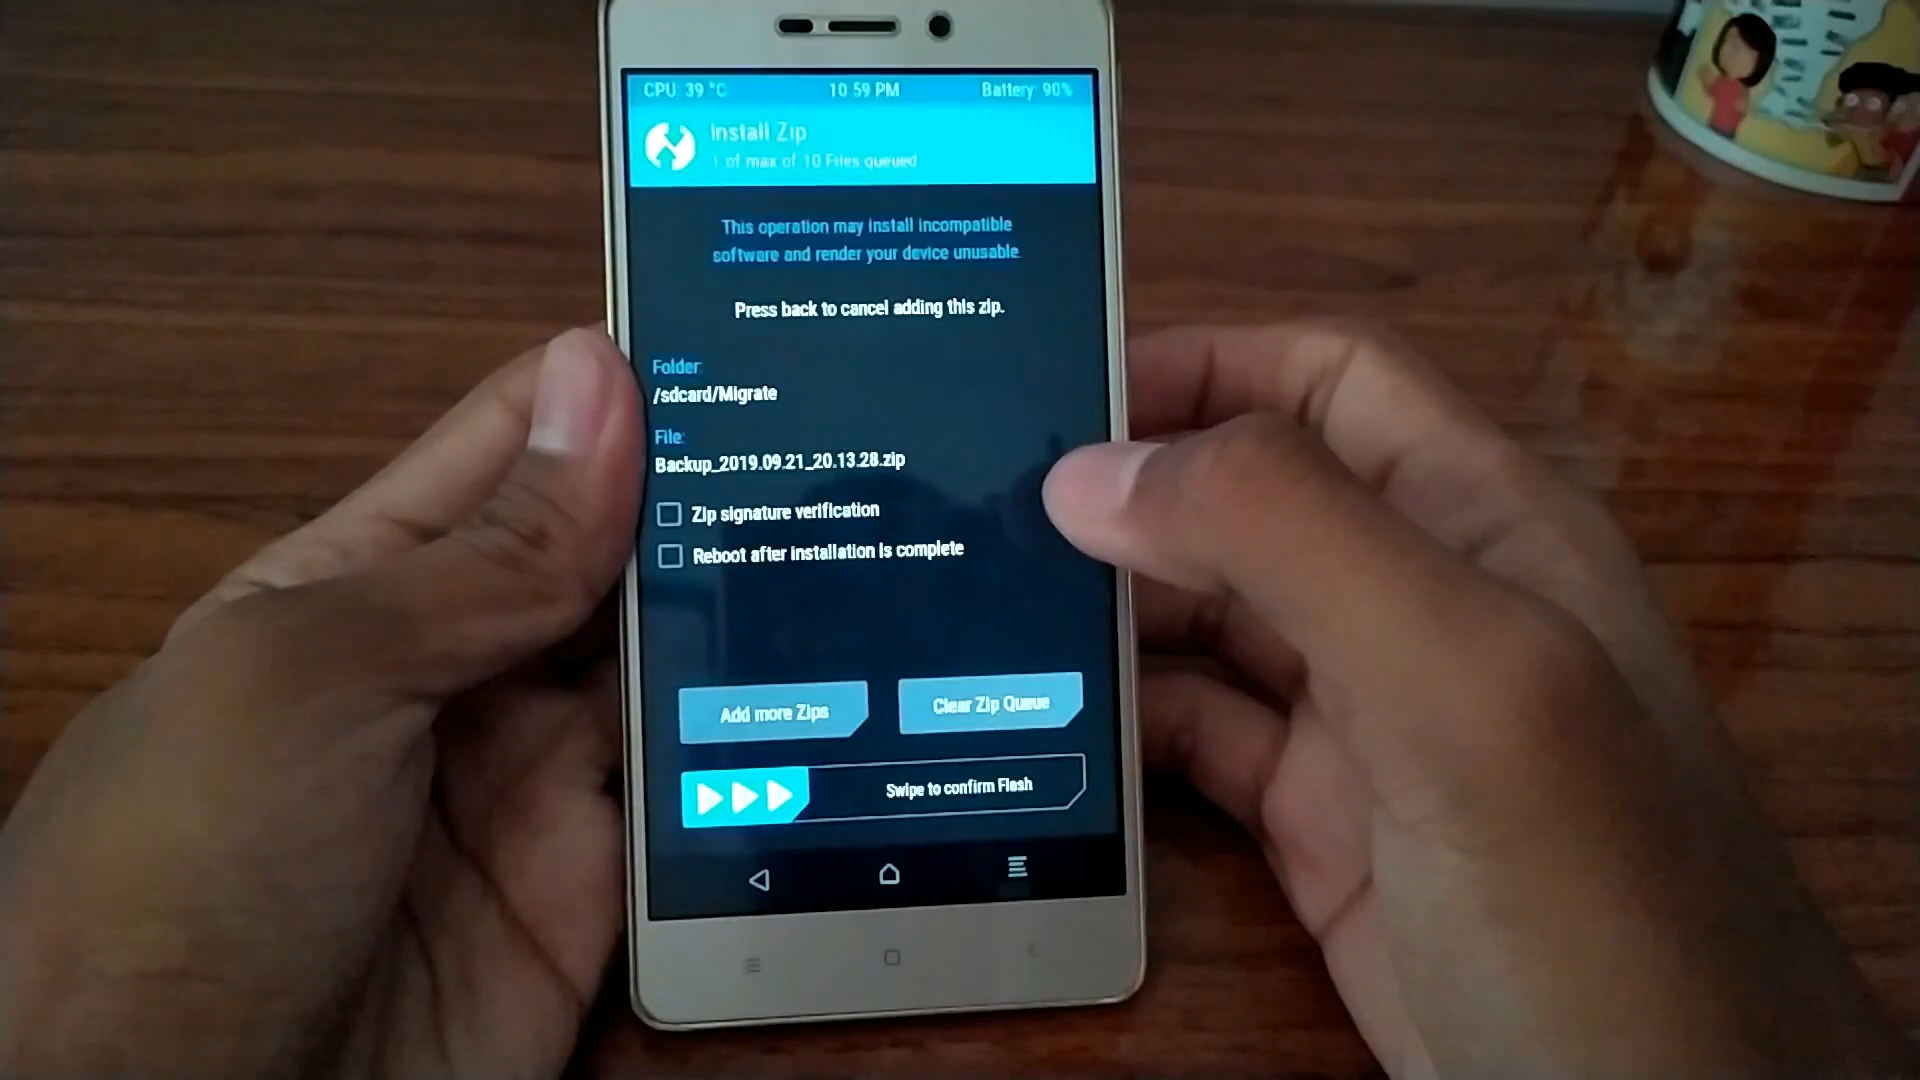 CPU: 39 °C 10:59 PM Battery: 90%
Install Zip
1 of max of 10 Files queued
This operation may install incompatible
software and render your device unusable.
Press back to cancel adding this zip.
Folder:
/sdcard/Migrate
File:
Backup_2019.09.21_20.13.28.zip
Zip signature verification
Reboot after installation is complete
Add more Zips Clear Zip Queue
Swipe to confirm Flash